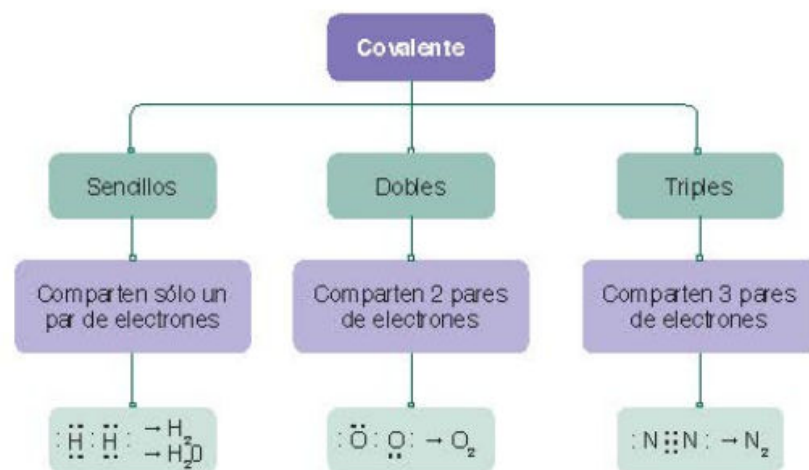 Covalente
Sencillos
Dobles
Triples
Comparten sólo un
par de electrones
Comparten 2 pares
de electrones
Comparten 3 pares
de electrones
:H:H: → H₂
→ H₂O
:O:O: → O₂
:N⋮⋮N: → N₂